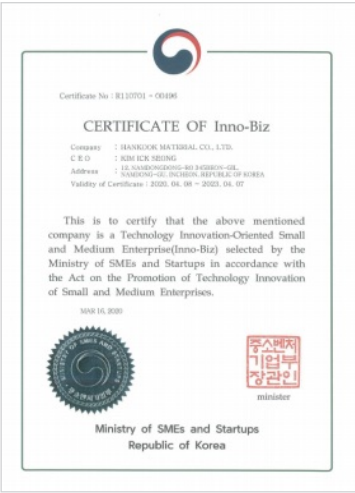 Certificate No : R110701 - 00496
CERTIFICATE OF Inno-Biz
Company : HANKOOK MATERIAL CO., LTD.
C E O : KIM ICK SEONG
Address : 12, NAMDONGDONG-RO 345BEON-GIL,
NAMDONG-GU, INCHEON, REPUBLIC OF KOREA
Validity of Certificate : 2020. 04. 08 ~ 2023. 04. 07
This is to certify that the above mentioned
company is a Technology Innovation-Oriented Small
and Medium Enterprise(Inno-Biz) selected by the
Ministry of SMEs and Startups in accordance with
the Act on the Promotion of Technology Innovation
of Small and Medium Enterprises.
MAR 16, 2020
MINISTRY OF SMES AND STARTUPS
중소벤처
기업부
장관인
minister
Ministry of SMEs and Startups
Republic of Korea